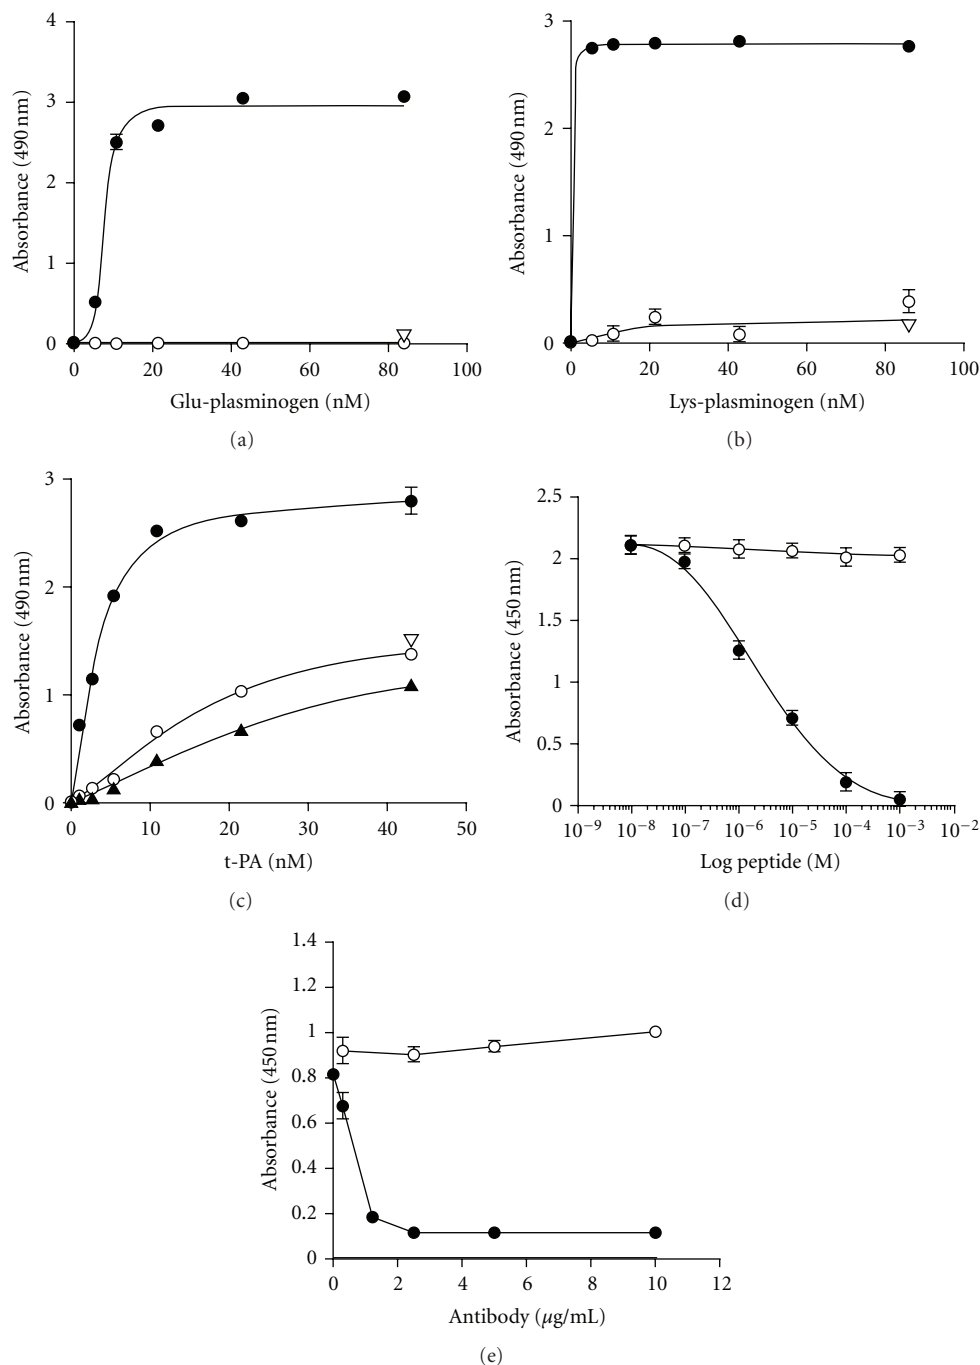 4
3
2
1
0
Absorbance (490 nm)
0 20 40 60 80 100
Glu-plasminogen (nM)
(a)
3
2
1
0
Absorbance (490 nm)
0 20 40 60 80 100
Lys-plasminogen (nM)
(b)
3
2
1
0
Absorbance (490 nm)
0 10 20 30 40 50
t-PA (nM)
(c)
2.5
2
1.5
1
0.5
0
Absorbance (450 nm)
10−9 10−8 10−7 10−6 10−5 10−4 10−3 10−2
Log peptide (M)
(d)
1.4
1.2
1
0.8
0.6
0.4
0.2
0
Absorbance (450 nm)
0 2 4 6 8 10 12
Antibody (μg/mL)
(e)